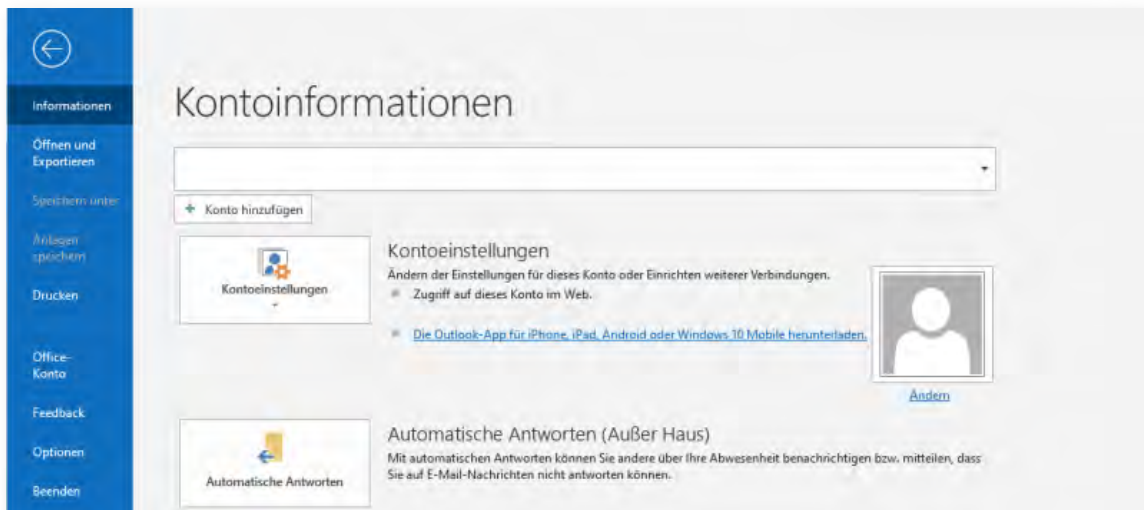 Informationen
Öffnen und
Exportieren
Speichern unter
Anlagen
speichern
Drucken
Office-
Konto
Feedback
Optionen
Beenden
Kontoinformationen
+ Konto hinzufügen
Kontoeinstellungen
Kontoeinstellungen
Ändern der Einstellungen für dieses Konto oder Einrichten weiterer Verbindungen.
Zugriff auf dieses Konto im Web.
Die Outlook-App für iPhone, iPad, Android oder Windows 10 Mobile herunterladen.
Ändern
Automatische Antworten
Automatische Antworten (Außer Haus)
Mit automatischen Antworten können Sie andere über Ihre Abwesenheit benachrichtigen bzw. mitteilen, dass
Sie auf E-Mail-Nachrichten nicht antworten können.